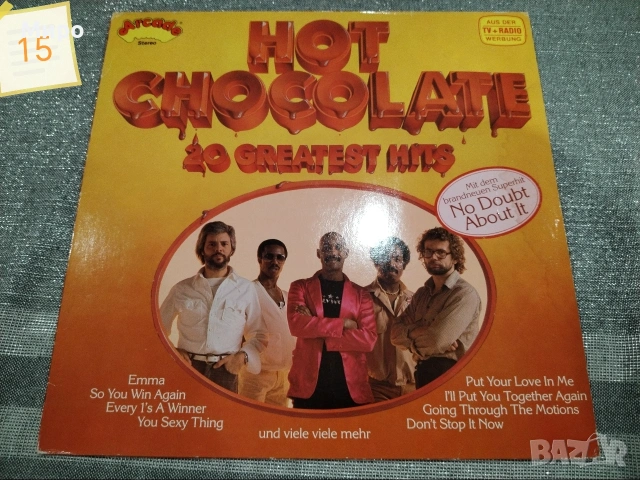 15
Arcade
Stereo
HOT
CHOCOLATE
20 GREATEST HITS
AUS DER
TV + RADIO
WERBUNG
Mit dem
brandneuen Superhit
No Doubt
About It
Emma
So You Win Again
Every 1's A Winner
You Sexy Thing
und viele viele mehr
Put Your Love In Me
I'll Put You Together Again
Going Through The Motions
Don't Stop It Now
BAZAR